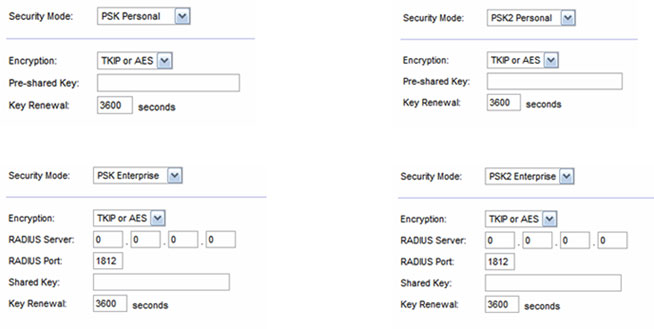 Security Mode: PSK Personal
Encryption: TKIP or AES
Pre-shared Key:
Key Renewal: 3600 seconds
Security Mode: PSK2 Personal
Encryption: TKIP or AES
Pre-shared Key:
Key Renewal: 3600 seconds
Security Mode: PSK Enterprise
Encryption: TKIP or AES
RADIUS Server: 0 . 0 . 0 . 0
RADIUS Port: 1812
Shared Key:
Key Renewal: 3600 seconds
Security Mode: PSK2 Enterprise
Encryption: TKIP or AES
RADIUS Server: 0 . 0 . 0 . 0
RADIUS Port: 1812
Shared Key:
Key Renewal: 3600 seconds